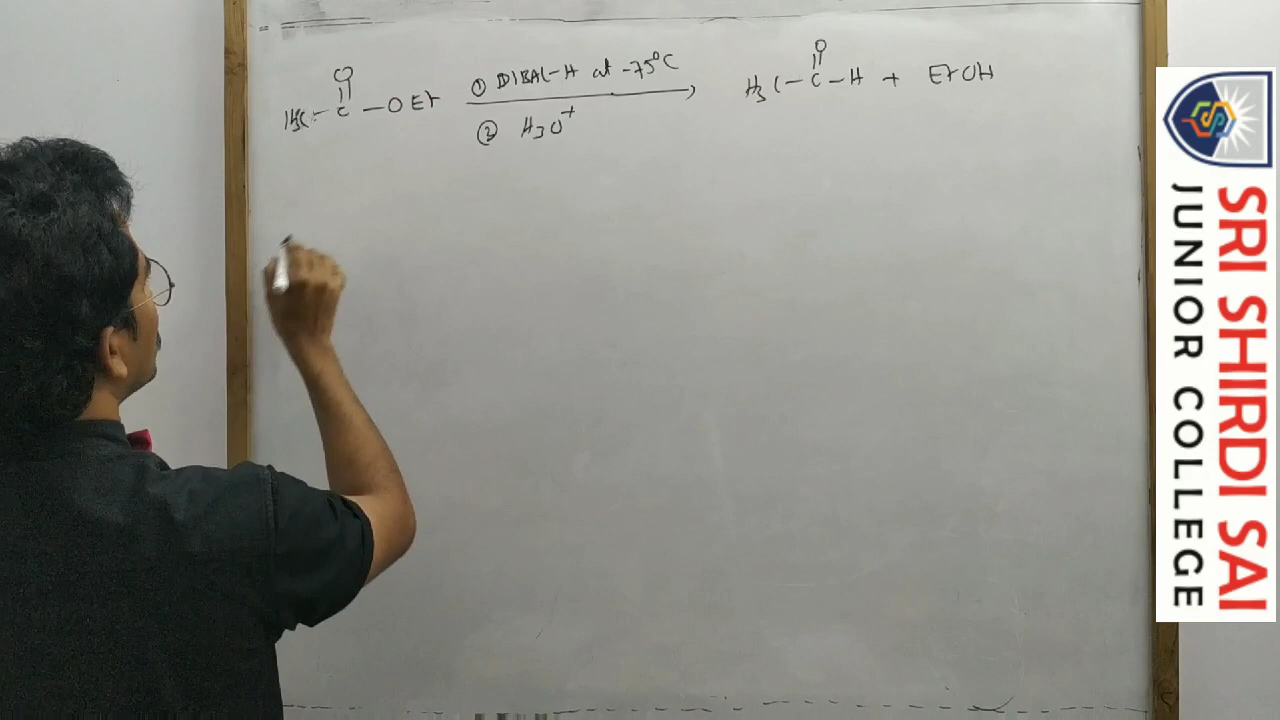 O O
H3C – C – OEt ① DIBAL-H at -75°C H3C – C – H + EtOH
② H3O+
SRI SHIRDI SAI
JUNIOR COLLEGE